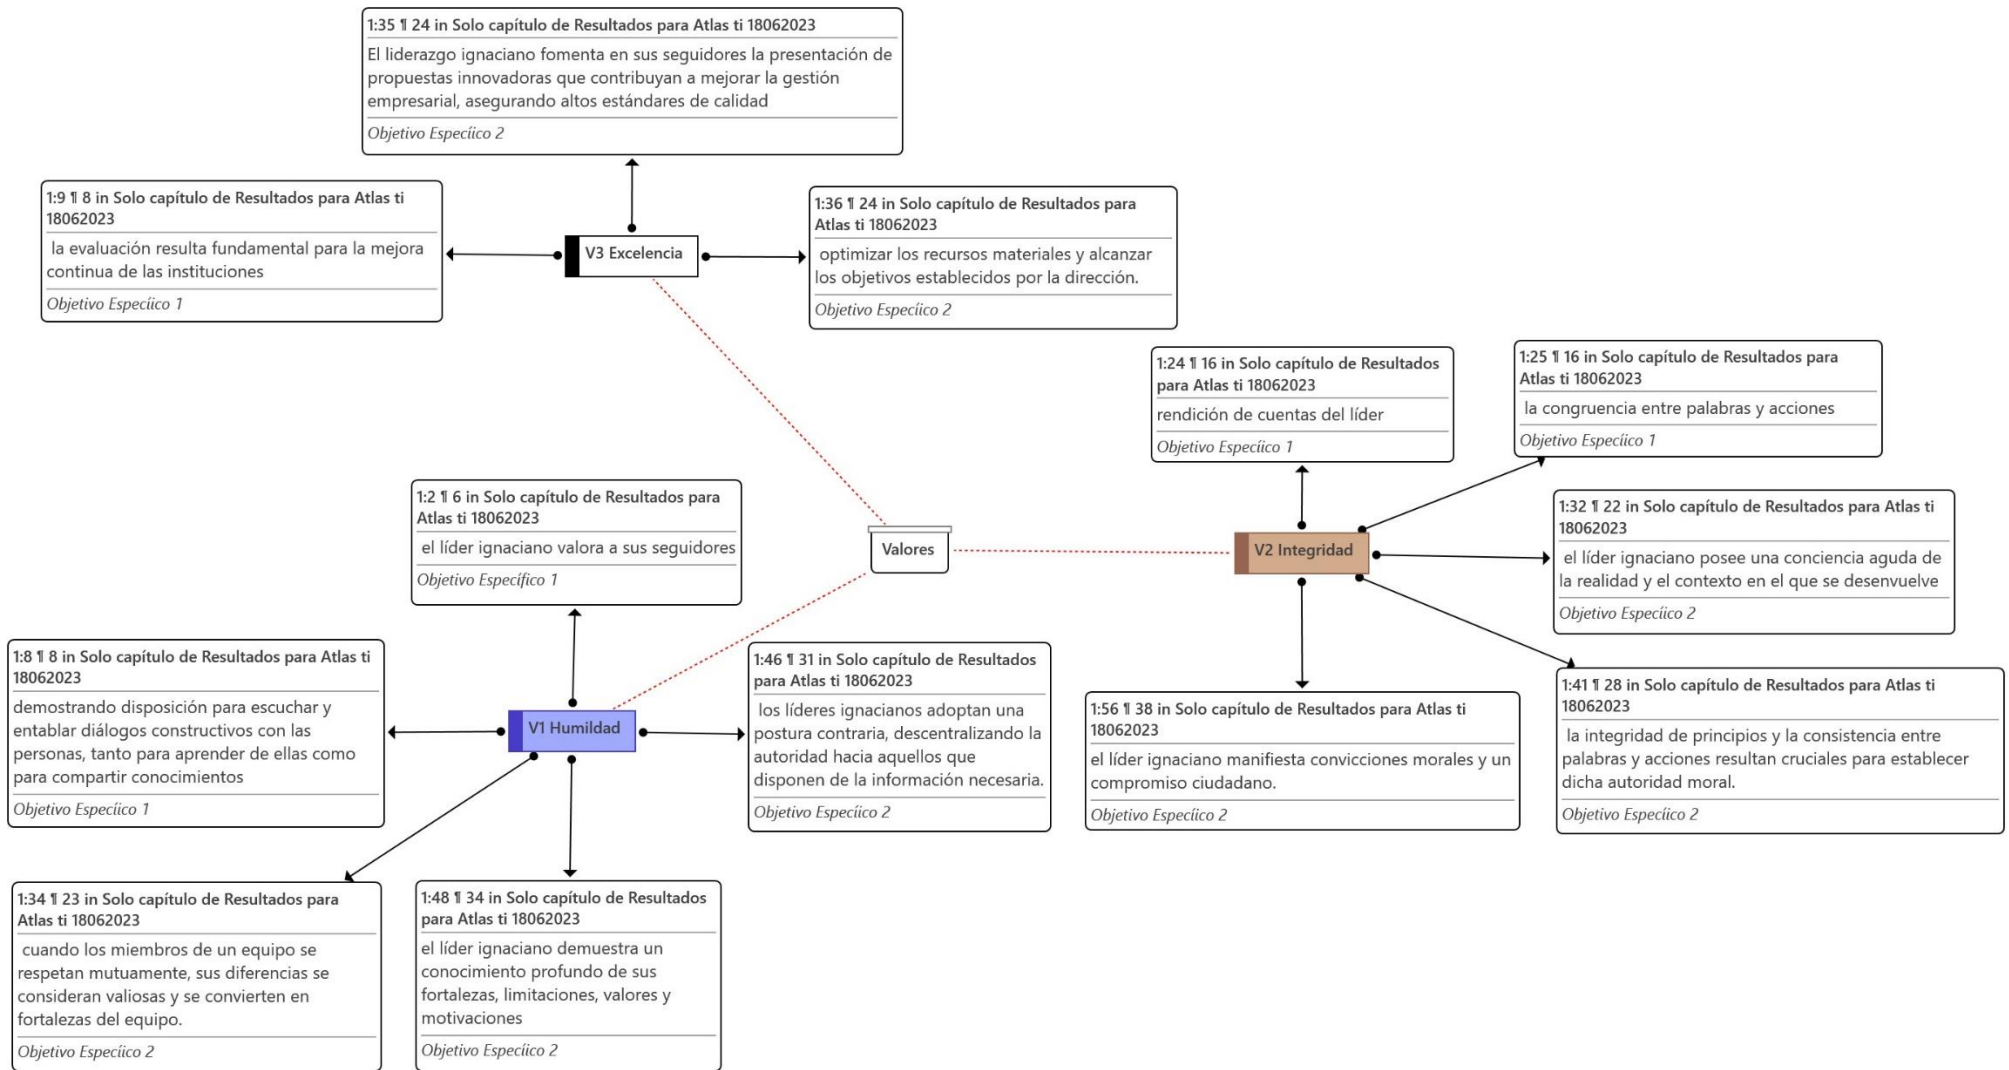 1:35 ¶ 24 in Solo capítulo de Resultados para Atlas ti 18062023
El liderazgo ignaciano fomenta en sus seguidores la presentación de
propuestas innovadoras que contribuyan a mejorar la gestión
empresarial, asegurando altos estándares de calidad
Objetivo Especíico 2
1:9 ¶ 8 in Solo capítulo de Resultados para Atlas ti
18062023
la evaluación resulta fundamental para la mejora
continua de las instituciones
Objetivo Especíico 1
V3 Excelencia
1:36 ¶ 24 in Solo capítulo de Resultados para
Atlas ti 18062023
optimizar los recursos materiales y alcanzar
los objetivos establecidos por la dirección.
Objetivo Especíico 2
1:24 ¶ 16 in Solo capítulo de Resultados
para Atlas ti 18062023
rendición de cuentas del líder
Objetivo Especíico 1
1:25 ¶ 16 in Solo capítulo de Resultados para
Atlas ti 18062023
la congruencia entre palabras y acciones
Objetivo Especíico 1
1:2 ¶ 6 in Solo capítulo de Resultados para
Atlas ti 18062023
el líder ignaciano valora a sus seguidores
Objetivo Específico 1
Valores
V2 Integridad
1:32 ¶ 22 in Solo capítulo de Resultados para Atlas ti
18062023
el líder ignaciano posee una conciencia aguda de
la realidad y el contexto en el que se desenvuelve
Objetivo Especíico 2
1:8 ¶ 8 in Solo capítulo de Resultados para Atlas ti
18062023
demostrando disposición para escuchar y
entablar diálogos constructivos con las
personas, tanto para aprender de ellas como
para compartir conocimientos
Objetivo Especíico 1
V1 Humildad
1:46 ¶ 31 in Solo capítulo de Resultados
para Atlas ti 18062023
los líderes ignacianos adoptan una
postura contraria, descentralizando la
autoridad hacia aquellos que
disponen de la información necesaria.
Objetivo Especíico 2
1:56 ¶ 38 in Solo capítulo de Resultados para Atlas ti
18062023
el líder ignaciano manifiesta convicciones morales y un
compromiso ciudadano.
Objetivo Especíico 2
1:41 ¶ 28 in Solo capítulo de Resultados para Atlas ti
18062023
la integridad de principios y la consistencia entre
palabras y acciones resultan cruciales para establecer
dicha autoridad moral.
Objetivo Especíico 2
1:34 ¶ 23 in Solo capítulo de Resultados para
Atlas ti 18062023
cuando los miembros de un equipo se
respetan mutuamente, sus diferencias se
consideran valiosas y se convierten en
fortalezas del equipo.
Objetivo Especíico 2
1:48 ¶ 34 in Solo capítulo de Resultados
para Atlas ti 18062023
el líder ignaciano demuestra un
conocimiento profundo de sus
fortalezas, limitaciones, valores y
motivaciones
Objetivo Especíico 2